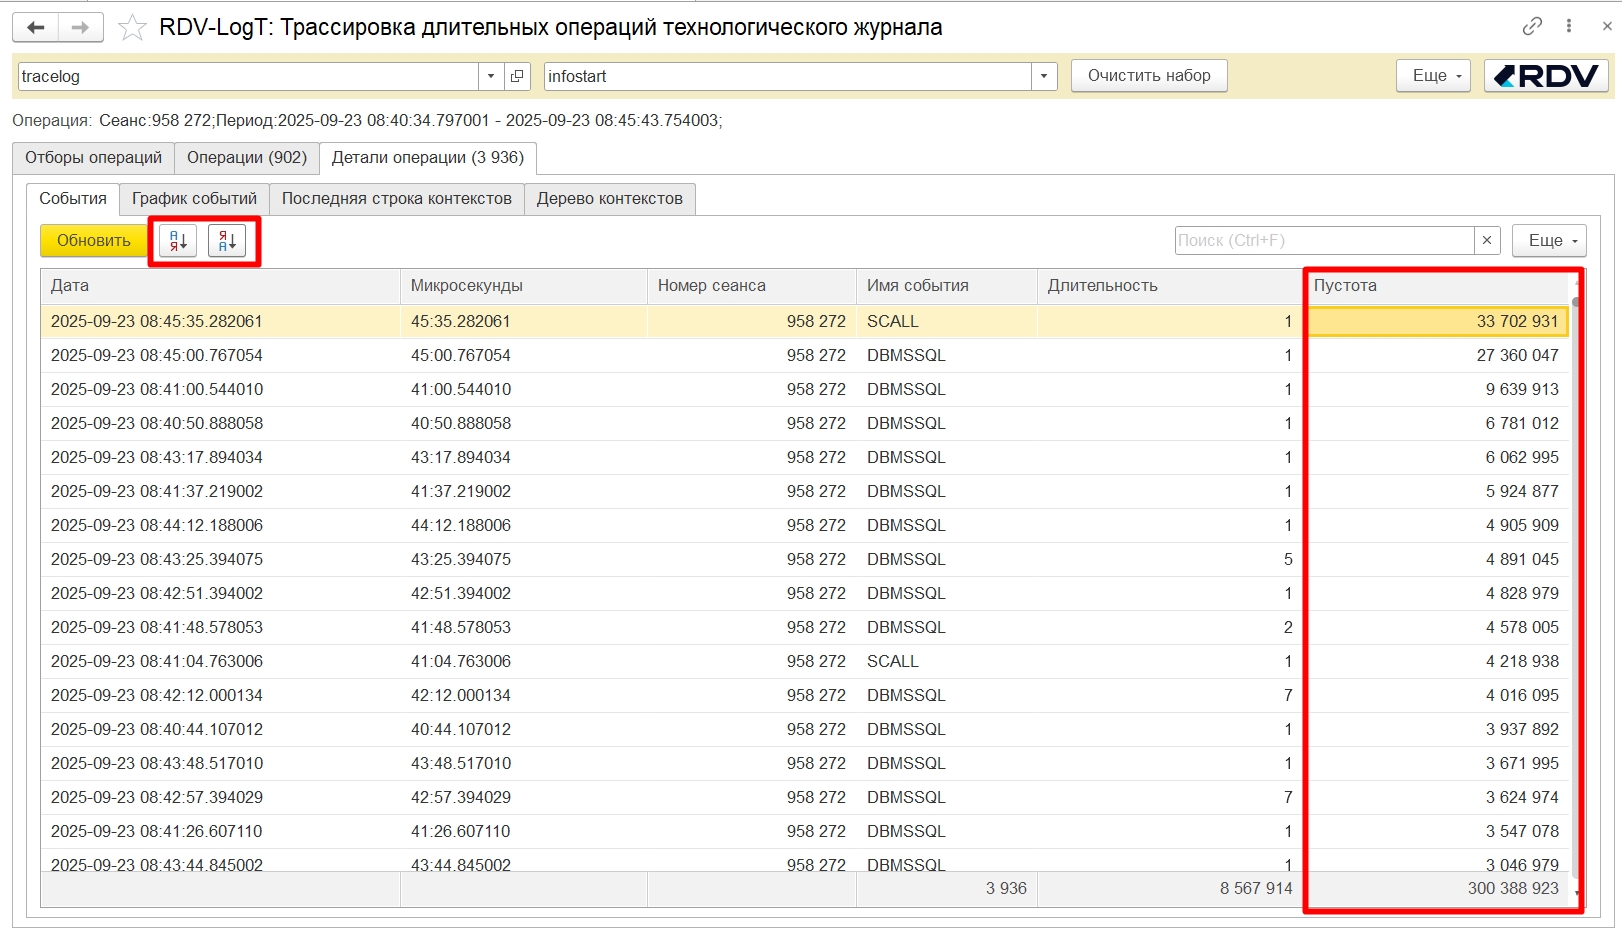 RDV-LogT: Трассировка длительных операций технологического журнала
tracelog infostart Очистить набор Еще RDV
Операция: Сеанс:958 272;Период:2025-09-23 08:40:34.797001 - 2025-09-23 08:45:43.754003;
Отборы операций Операции (902) Детали операции (3 936)
События График событий Последняя строка контекстов Дерево контекстов
Обновить А Я Я А Поиск (Ctrl+F) Еще
Дата Микросекунды Номер сеанса Имя события Длительность Пустота
2025-09-23 08:45:35.282061 45:35.282061 958 272 SCALL 1 33 702 931
2025-09-23 08:45:00.767054 45:00.767054 958 272 DBMSSQL 1 27 360 047
2025-09-23 08:41:00.544010 41:00.544010 958 272 DBMSSQL 1 9 639 913
2025-09-23 08:40:50.888058 40:50.888058 958 272 DBMSSQL 1 6 781 012
2025-09-23 08:43:17.894034 43:17.894034 958 272 DBMSSQL 1 6 062 995
2025-09-23 08:41:37.219002 41:37.219002 958 272 DBMSSQL 1 5 924 877
2025-09-23 08:44:12.188006 44:12.188006 958 272 DBMSSQL 1 4 905 909
2025-09-23 08:43:25.394075 43:25.394075 958 272 DBMSSQL 5 4 891 045
2025-09-23 08:42:51.394002 42:51.394002 958 272 DBMSSQL 1 4 828 979
2025-09-23 08:41:48.578053 41:48.578053 958 272 DBMSSQL 2 4 578 005
2025-09-23 08:41:04.763006 41:04.763006 958 272 SCALL 1 4 218 938
2025-09-23 08:42:12.000134 42:12.000134 958 272 DBMSSQL 7 4 016 095
2025-09-23 08:40:44.107012 40:44.107012 958 272 DBMSSQL 1 3 937 892
2025-09-23 08:43:48.517010 43:48.517010 958 272 DBMSSQL 1 3 671 995
2025-09-23 08:42:57.394029 42:57.394029 958 272 DBMSSQL 7 3 624 974
2025-09-23 08:41:26.607110 41:26.607110 958 272 DBMSSQL 1 3 547 078
2025-09-23 08:43:44.845002 43:44.845002 958 272 DBMSSQL 1 3 046 979
3 936 8 567 914 300 388 923